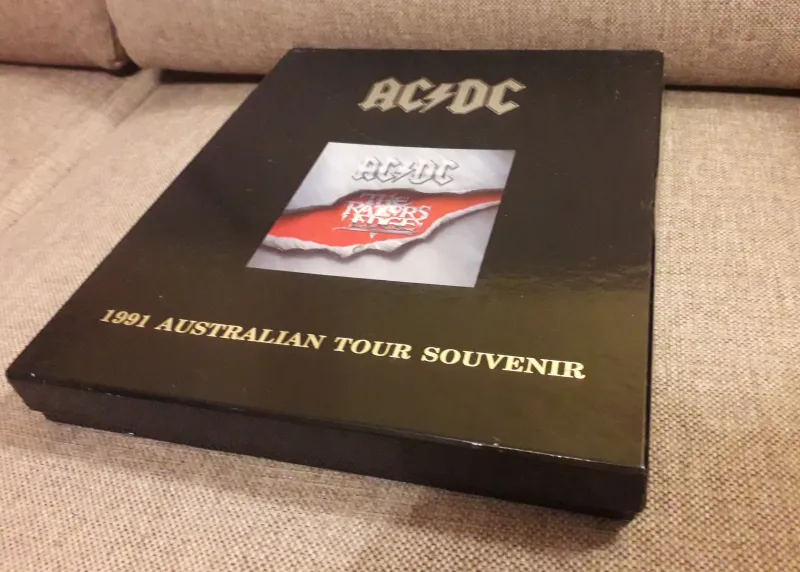 AC⚡DC
AC⚡DC
THE
RAZORS
EDGE
1991 AUSTRALIAN TOUR SOUVENIR